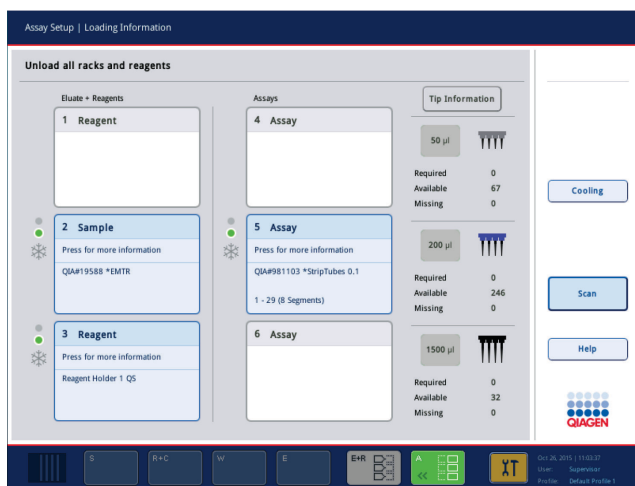 Assay Setup | Loading Information
Unload all racks and reagents
Eluate + Reagents
Assays
Tip Information
1 Reagent
4 Assay
50 µl
Required 0
Available 67
Missing 0
Cooling
2 Sample
Press for more information
QIA#19588 *EMTR
5 Assay
Press for more information
QIA#981103 *StripTubes 0.1
1 - 29 (8 Segments)
200 µl
Required 0
Available 246
Missing 0
Scan
3 Reagent
Press for more information
Reagent Holder 1 QS
6 Assay
1500 µl
Required 0
Available 32
Missing 0
Help
QIAGEN
S
R+C
W
E
E+R
A
Oct 26, 2015 | 11:03:37
User: Supervisor
Profile: Default Profile 1